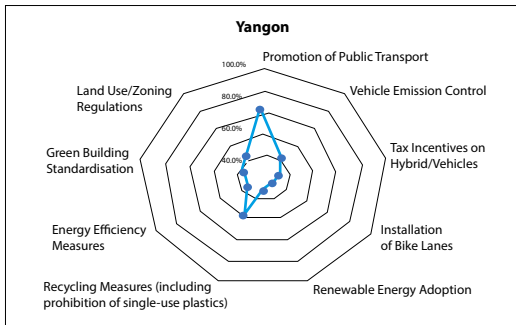 Yangon
100.0%
80.0%
60.0%
40.0%
Promotion of Public Transport
Vehicle Emission Control
Tax Incentives on
Hybrid/Vehicles
Installation
of Bike Lanes
Renewable Energy Adoption
Recycling Measures (including
prohibition of single-use plastics)
Energy Efficiency
Measures
Green Building
Standardisation
Land Use/Zoning
Regulations